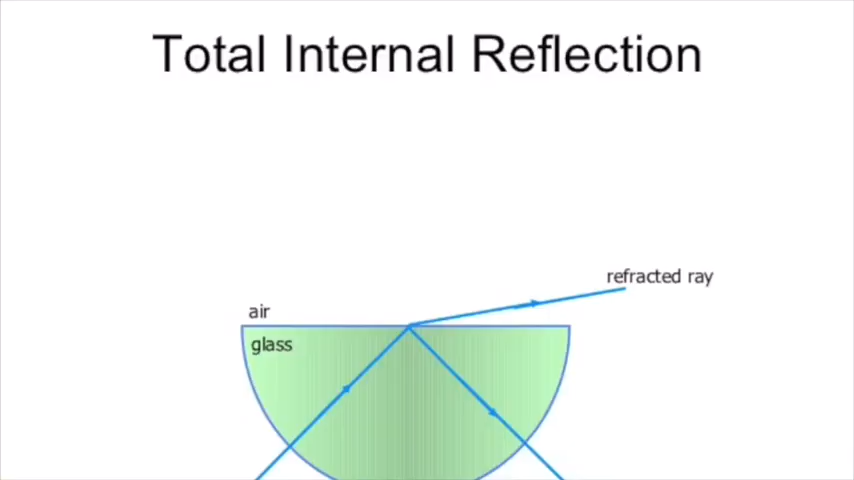 Total Internal Reflection
refracted ray
air
glass